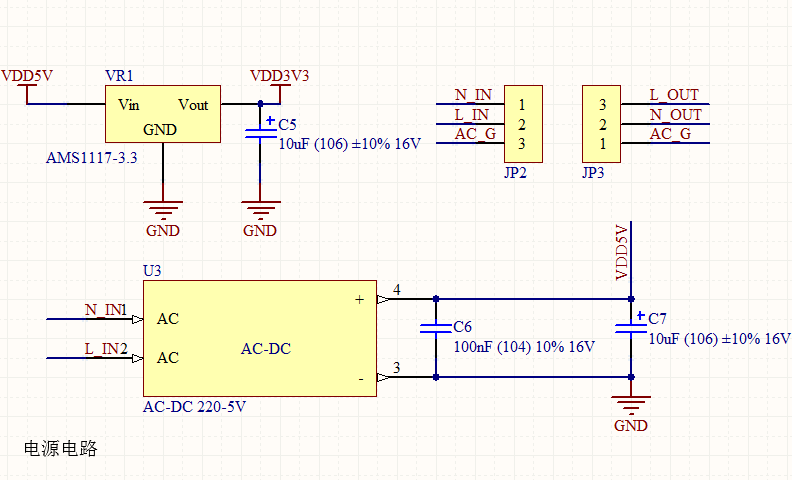 VDD5V
VR1
VDD3V3
Vin
Vout
GND
AMS1117-3.3
GND
C5
10uF (106) ±10% 16V
GND
N_IN
1
L_IN
2
AC_G
3
JP2
3
L_OUT
2
N_OUT
1
AC_G
JP3
U3
N_IN
1
AC
L_IN
2
AC
AC-DC
+
4
-
3
AC-DC 220-5V
C6
100nF (104) 10% 16V
VDD5V
C7
10uF (106) ±10% 16V
GND
电源电路